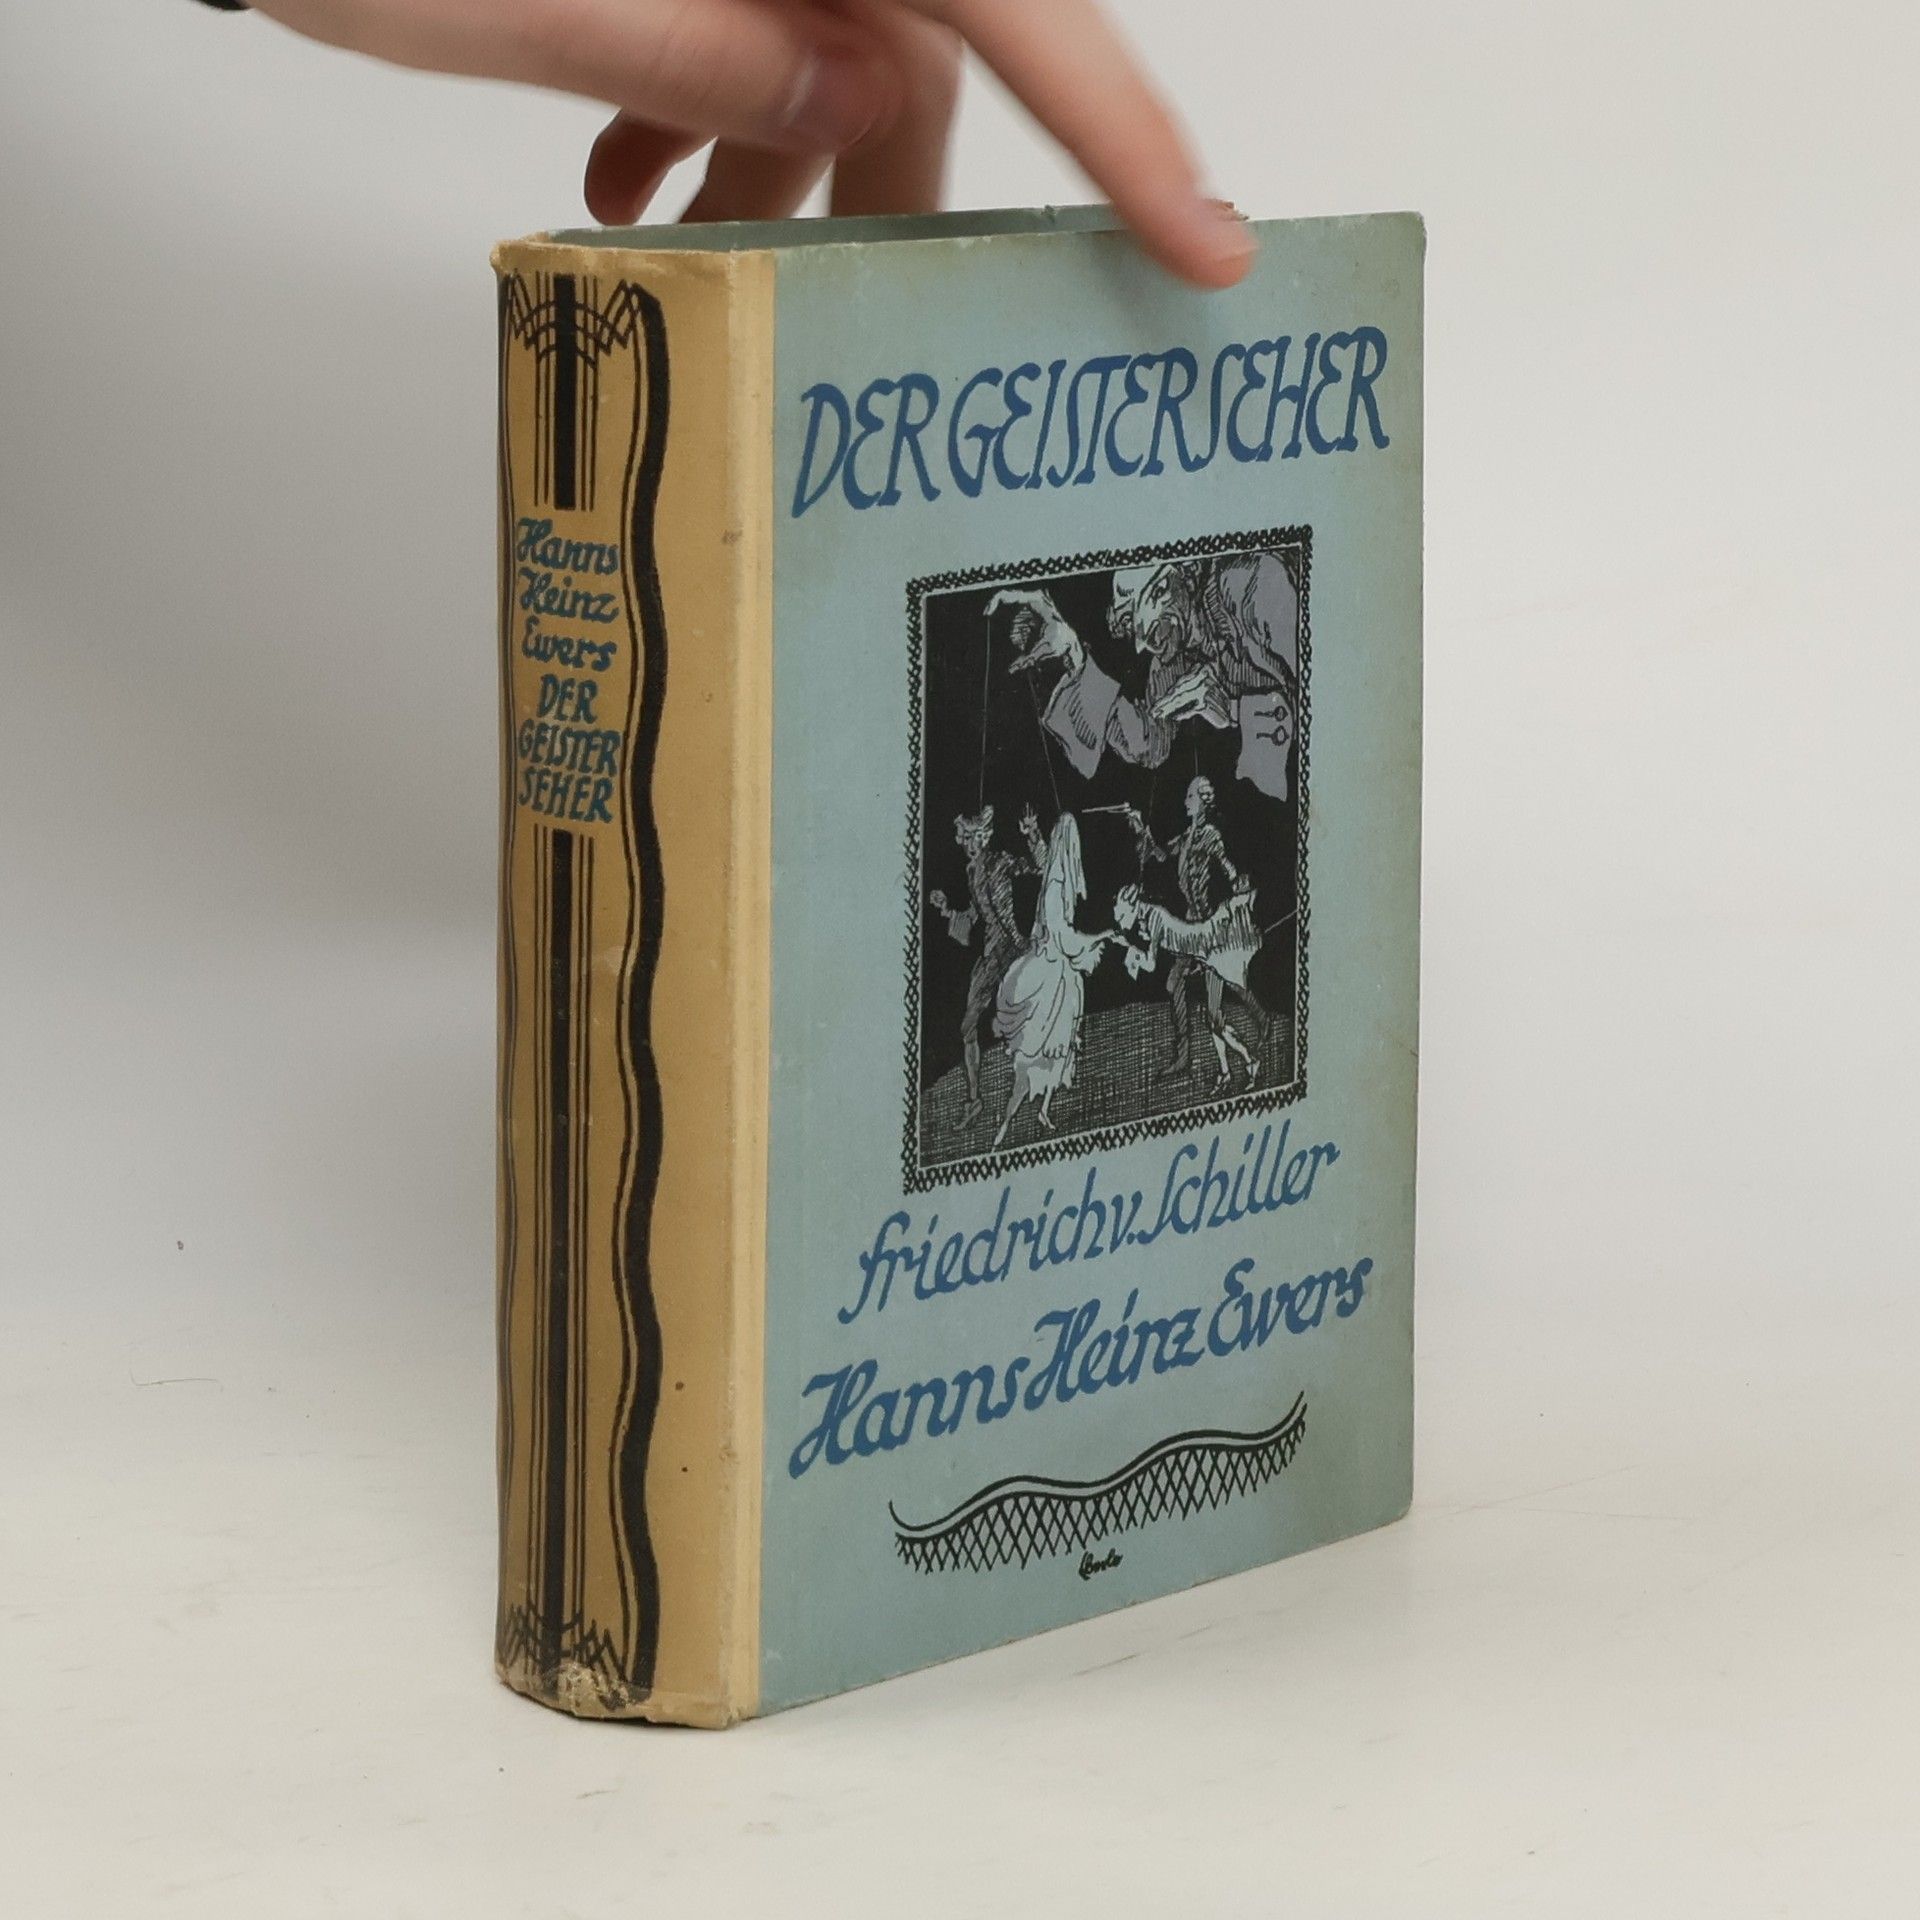 Hanns
Heinz
Ewers
DER
GEISTER
SEHER
DER GEISTERSEHER
Friedrich v. Schiller
Hanns Heinz Ewers